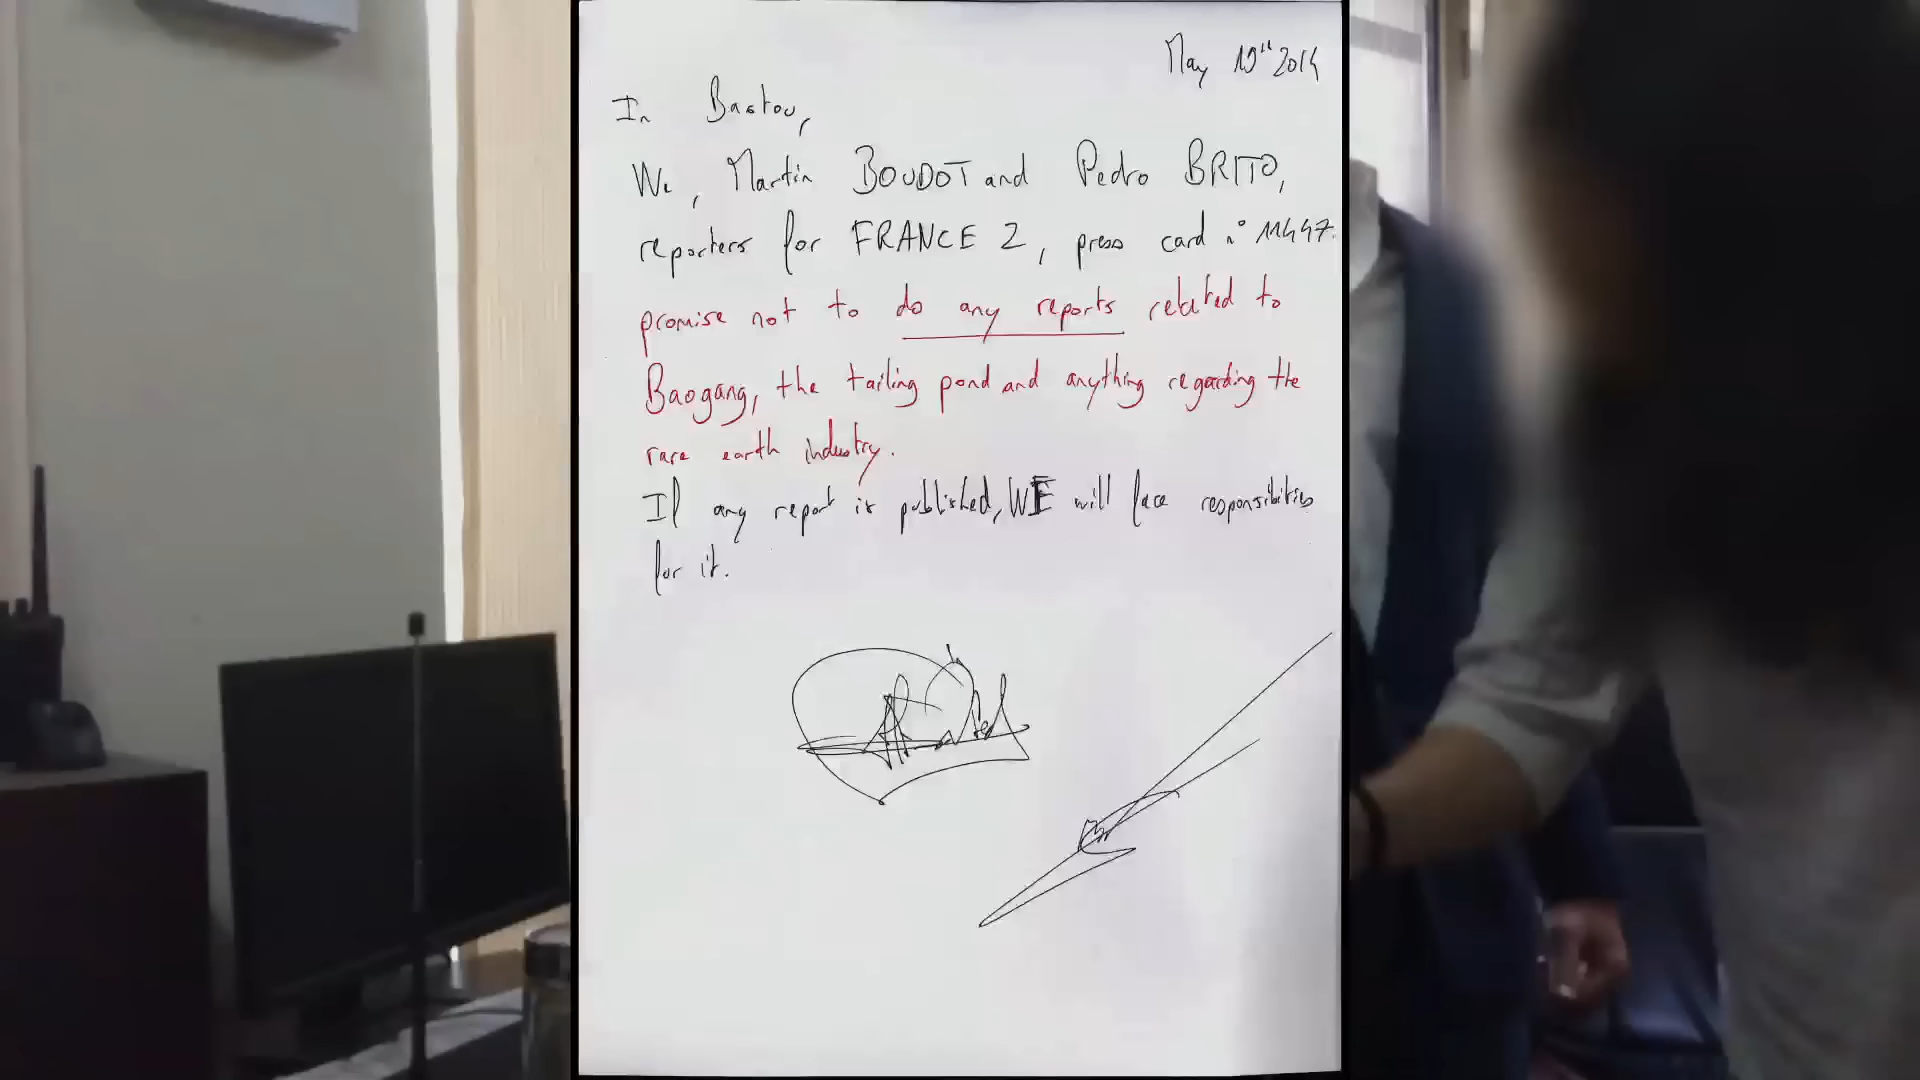 May 19th 2014
In Baotou,
We, Martin BOUDOT and Pedro BRITO,
reporters for FRANCE 2, press card n° 11447.
promise not to do any reports related to
Baogang, the tailing pond and anything regarding the
rare earth industry.
If any report is published, WE will face responsibilities
for it.